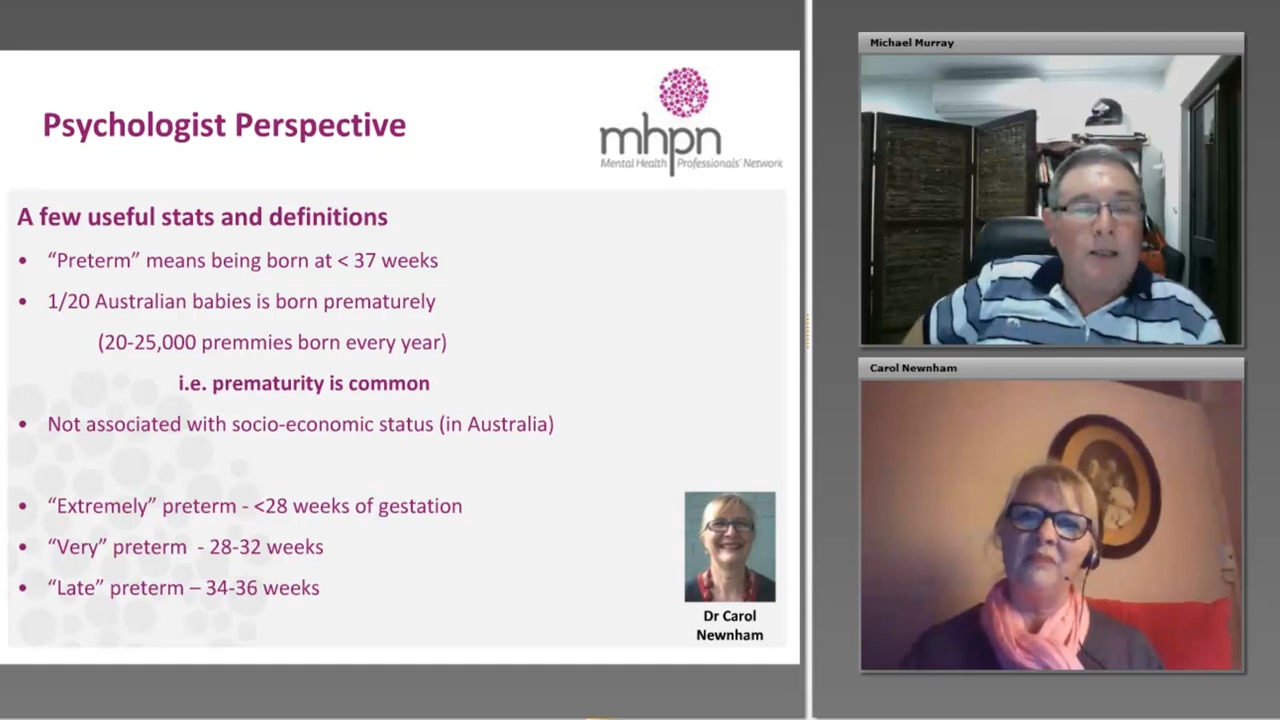 Psychologist Perspective
mhpn
Mental Health Professionals' Network
A few useful stats and definitions
• “Preterm” means being born at < 37 weeks
• 1/20 Australian babies is born prematurely
(20-25,000 premmies born every year)
i.e. prematurity is common
• Not associated with socio-economic status (in Australia)
• “Extremely” preterm - <28 weeks of gestation
• “Very” preterm - 28-32 weeks
• “Late” preterm – 34-36 weeks
Dr Carol
Newnham
Michael Murray
Carol Newnham